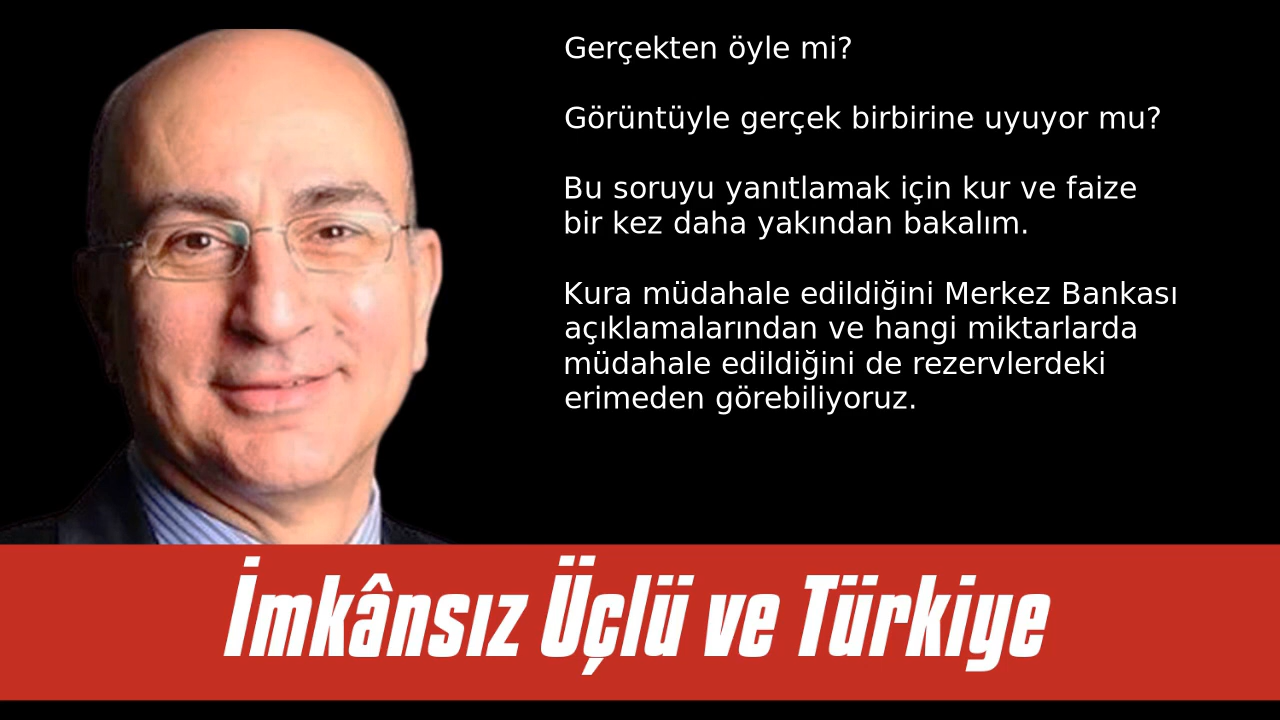 Gerçekten öyle mi?
Görüntüyle gerçek birbirine uyuyor mu?
Bu soruyu yanıtlamak için kur ve faize
bir kez daha yakından bakalım.
Kura müdahale edildiğini Merkez Bankası
açıklamalarından ve hangi miktarlarda
müdahale edildiğini de rezervlerdeki
erimeden görebiliyoruz.
İmkânsız Üçlü ve Türkiye